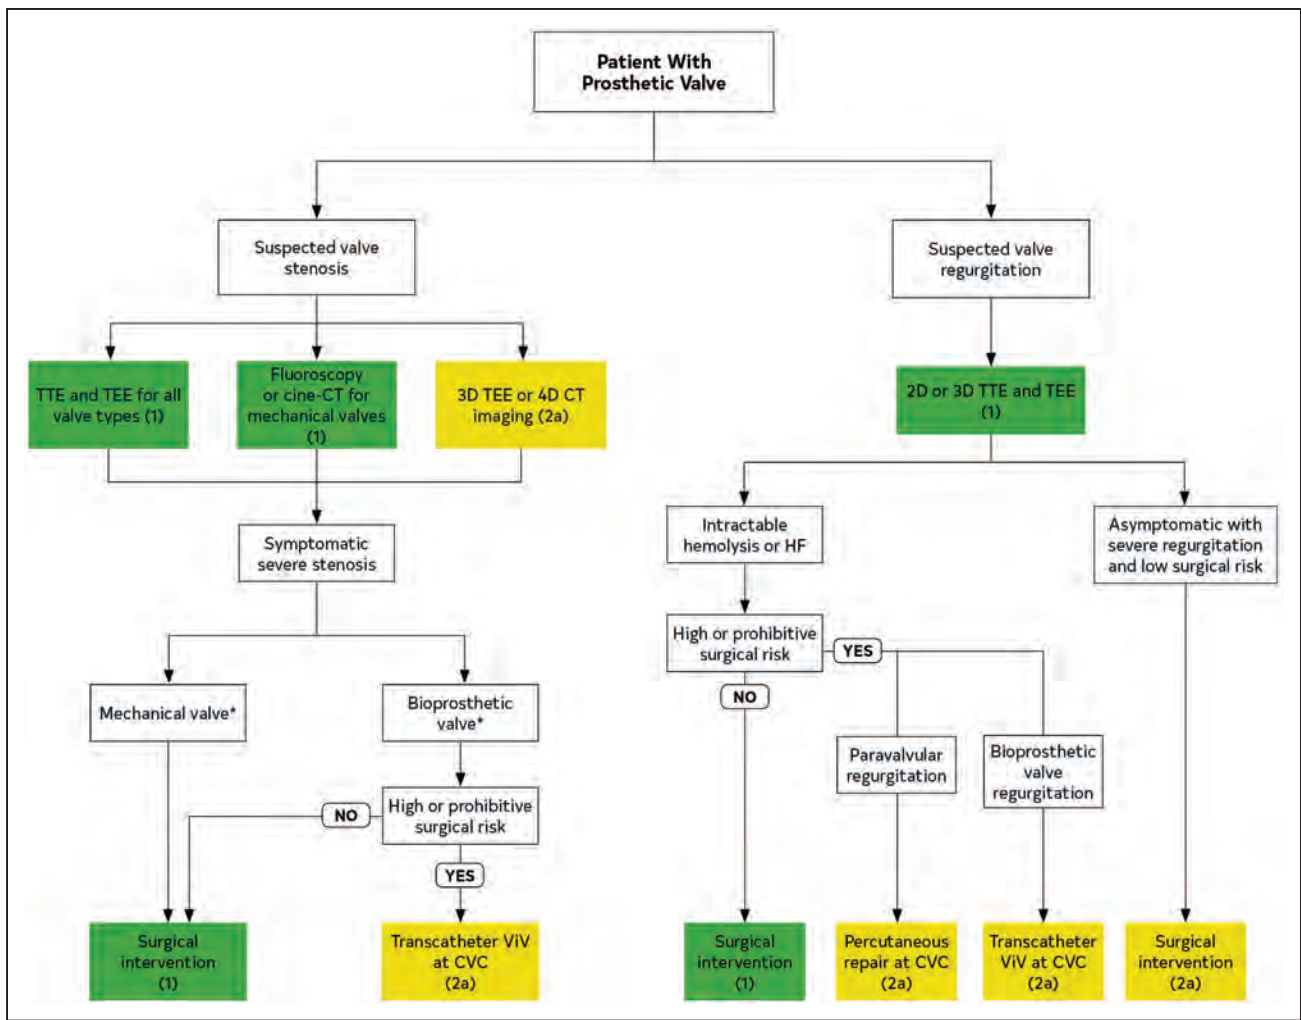 Patient With
Prosthetic Valve
Suspected valve
stenosis
Suspected valve
regurgitation
TTE and TEE for all
valve types (1)
Fluoroscopy
or cine-CT for
mechanical valves
(1)
3D TEE or 4D CT
imaging (2a)
2D or 3D TTE and TEE
(1)
Symptomatic
severe stenosis
Intractable
hemolysis or HF
Asymptomatic with
severe regurgitation
and low surgical risk
High or prohibitive
surgical risk
YES
NO
Mechanical valve*
Bioprosthetic
valve*
Paravalvular
regurgitation
Bioprosthetic
valve
regurgitation
High or prohibitive
surgical risk
NO
YES
Surgical
intervention
(1)
Transcatheter ViV
at CVC
(2a)
Surgical
intervention
(1)
Percutaneous
repair at CVC
(2a)
Transcatheter
ViV at CVC
(2a)
Surgical
intervention
(2a)